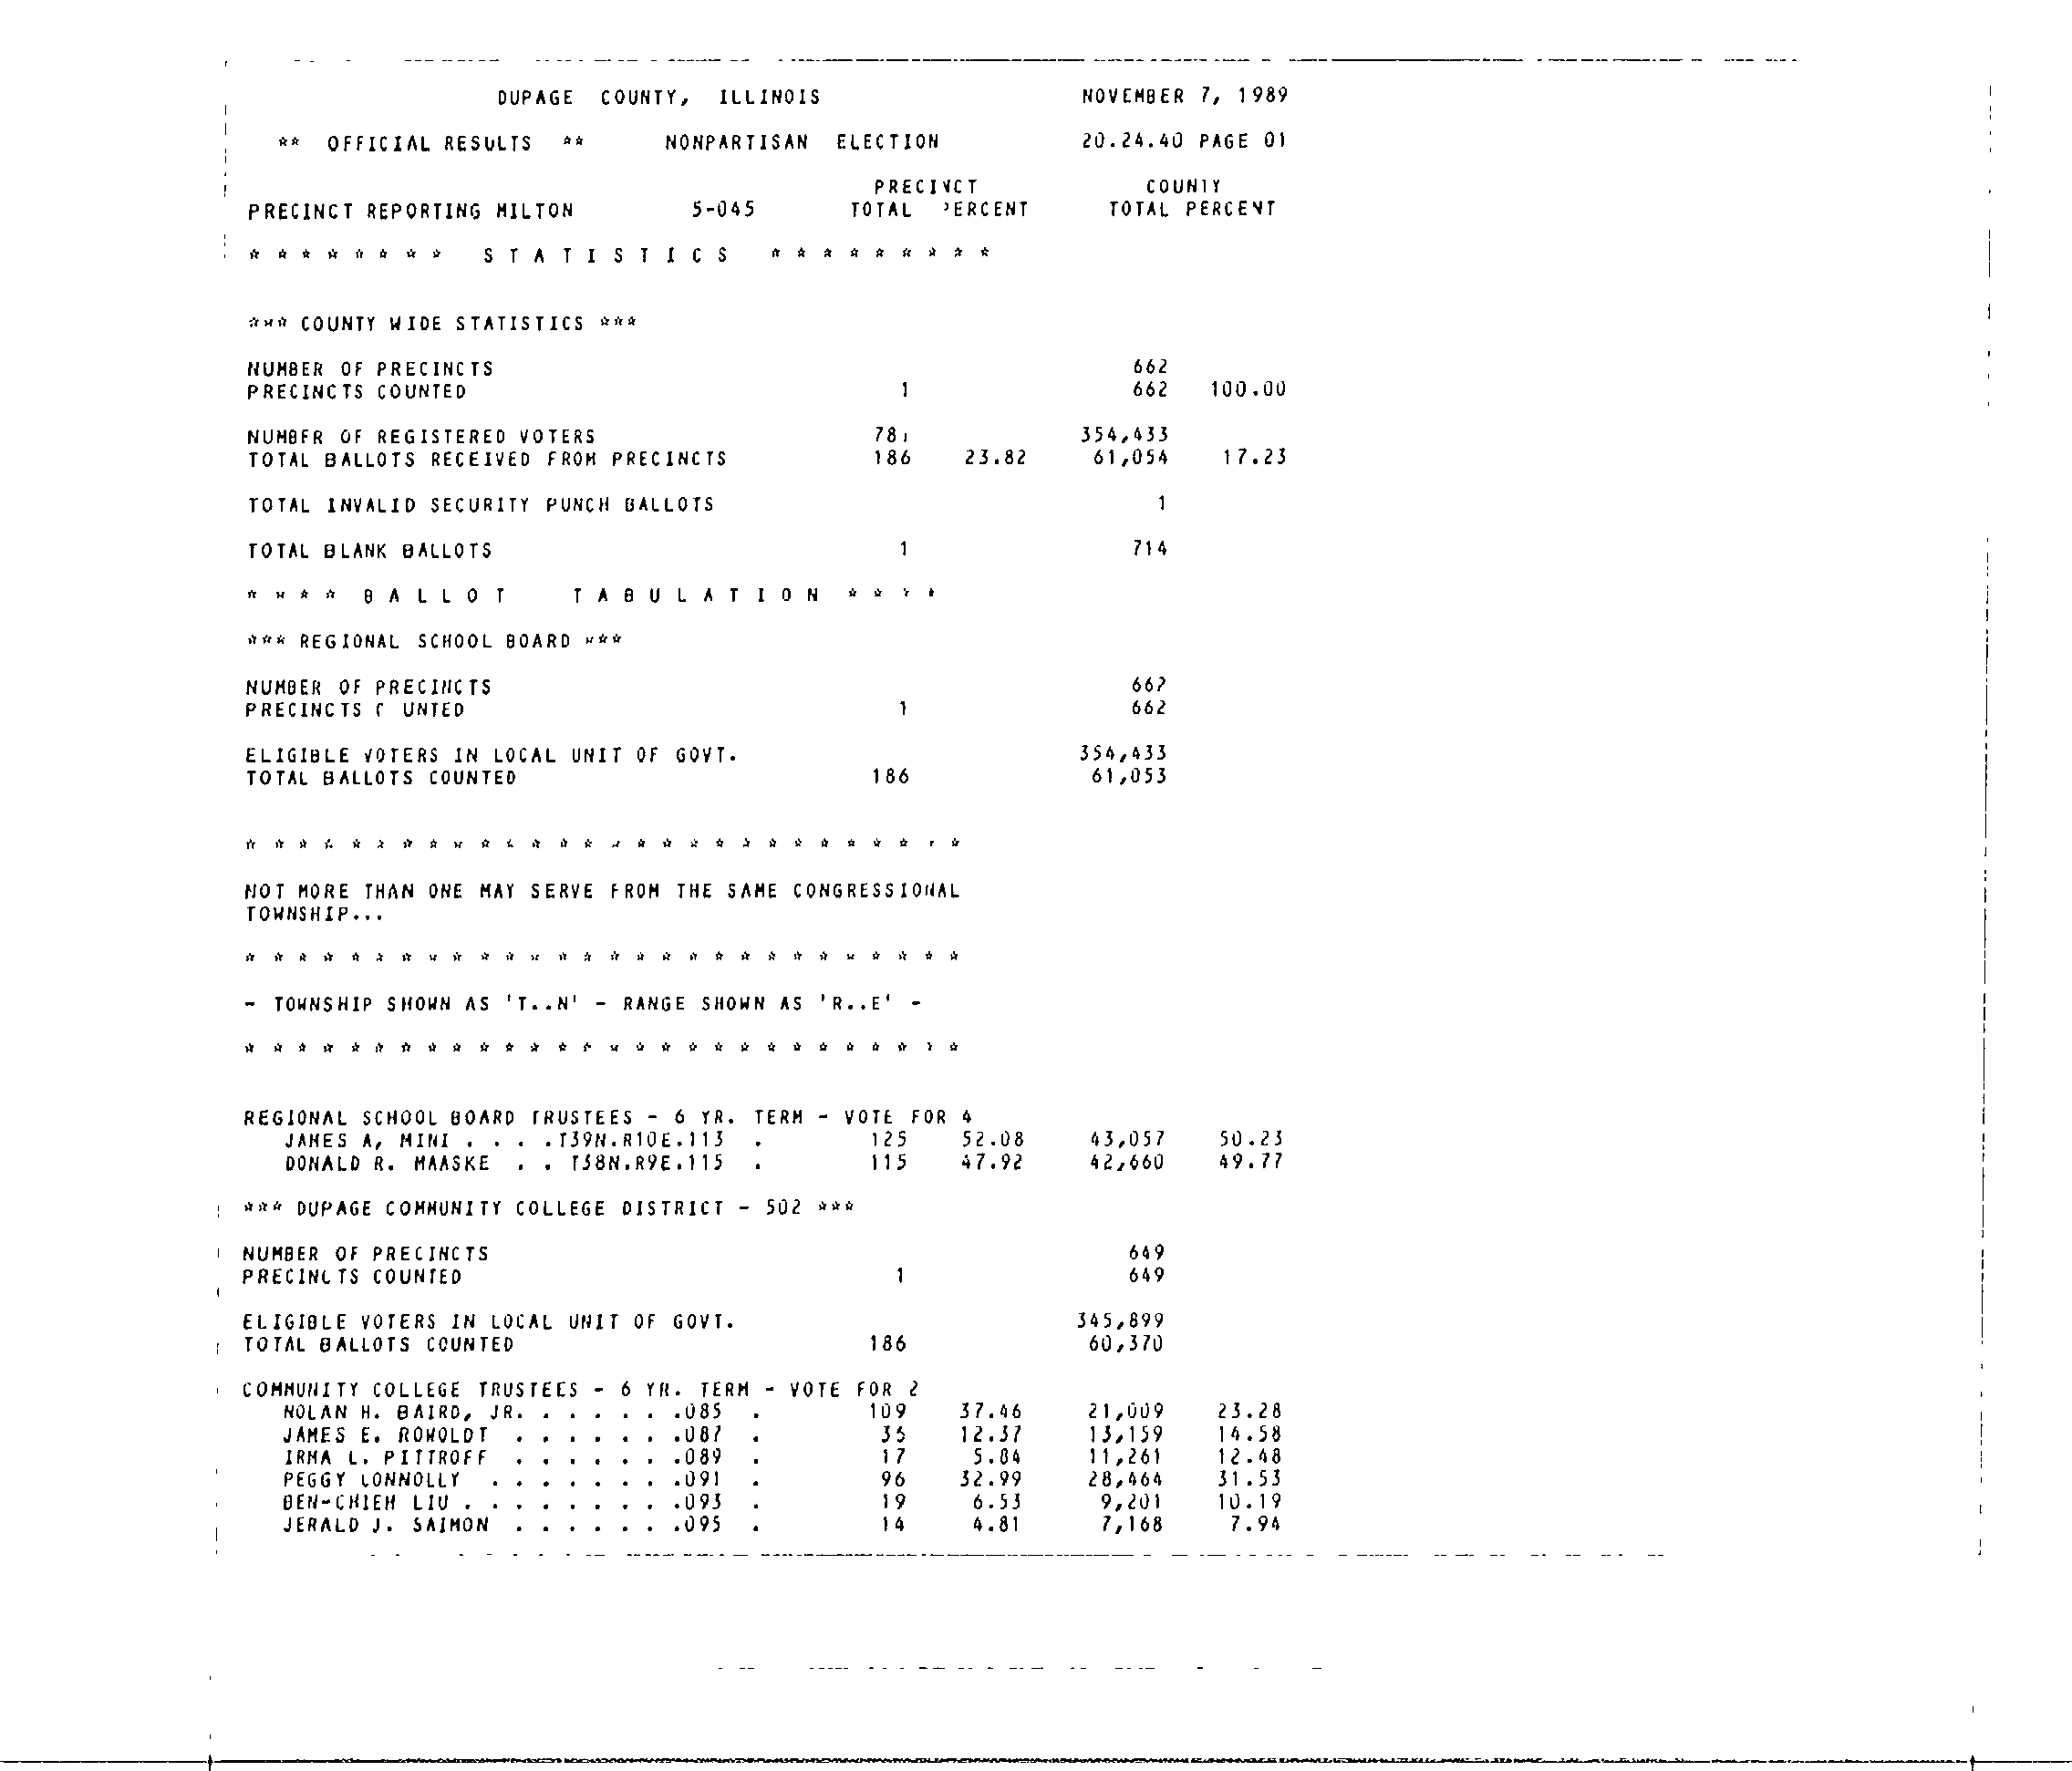 DUPAGE COUNTY, ILLINOIS NOVEMBER 7, 1989
** OFFICIAL RESULTS ** NONPARTISAN ELECTION 20.24.40 PAGE 01
PRECINCT COUNTY
PRECINCT REPORTING MILTON 5-045 TOTAL PERCENT TOTAL PERCENT
* * * * * * * * S T A T I S T I C S * * * * * * * * *
*** COUNTY WIDE STATISTICS ***
NUMBER OF PRECINCTS 662
PRECINCTS COUNTED 1 662 100.00
NUMBER OF REGISTERED VOTERS 781 354,433
TOTAL BALLOTS RECEIVED FROM PRECINCTS 186 23.82 61,054 17.23
TOTAL INVALID SECURITY PUNCH BALLOTS 1
TOTAL BLANK BALLOTS 1 714
* * * * B A L L O T T A B U L A T I O N * * * *
*** REGIONAL SCHOOL BOARD ***
NUMBER OF PRECINCTS 662
PRECINCTS COUNTED 1 662
ELIGIBLE VOTERS IN LOCAL UNIT OF GOVT. 354,433
TOTAL BALLOTS COUNTED 186 61,053
* * * * * * * * * * * * * * * * * * * * * * * * * * * *
NOT MORE THAN ONE MAY SERVE FROM THE SAME CONGRESSIONAL
TOWNSHIP...
* * * * * * * * * * * * * * * * * * * * * * * * * * * *
- TOWNSHIP SHOWN AS 'T..N' - RANGE SHOWN AS 'R..E' -
* * * * * * * * * * * * * * * * * * * * * * * * * * * *
REGIONAL SCHOOL BOARD TRUSTEES - 6 YR. TERM - VOTE FOR 4
JAMES A, MINI . . . .T39N.R10E.113 . 125 52.08 43,057 50.23
DONALD R. MAASKE . . T38N.R9E.115 . 115 47.92 42,660 49.77
*** DUPAGE COMMUNITY COLLEGE DISTRICT - 502 ***
NUMBER OF PRECINCTS 649
PRECINCTS COUNTED 1 649
ELIGIBLE VOTERS IN LOCAL UNIT OF GOVT. 345,899
TOTAL BALLOTS COUNTED 186 60,370
COMMUNITY COLLEGE TRUSTEES - 6 YR. TERM - VOTE FOR 2
NOLAN H. BAIRD, JR. . . . . . .085 . 109 37.46 21,009 23.28
JAMES E. ROWOLDT . . . . . . .087 . 36 12.37 13,159 14.58
IRMA L. PITTROFF . . . . . . .089 . 17 5.84 11,261 12.48
PEGGY CONNOLLY . . . . . . . .091 . 96 32.99 28,464 31.53
BEN-CHIEH LIU . . . . . . . . .093 . 19 6.53 9,201 10.19
JERALD J. SAIMON . . . . . . .095 . 14 4.81 7,168 7.94